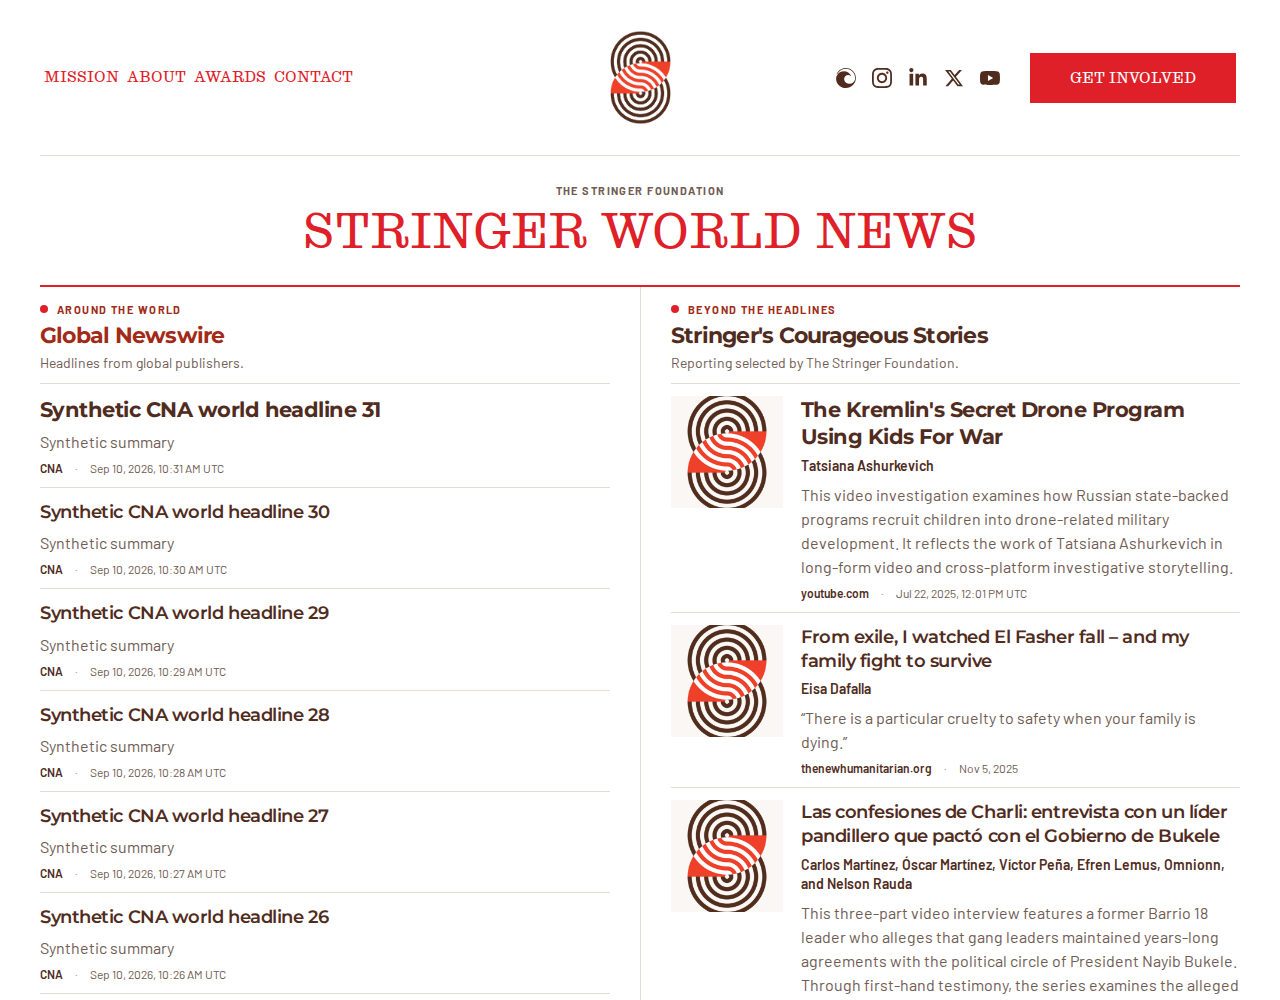 MISSION ABOUT AWARDS CONTACT
GET INVOLVED
THE STRINGER FOUNDATION
STRINGER WORLD NEWS
AROUND THE WORLD
Global Newswire
Headlines from global publishers.
Synthetic CNA world headline 31
Synthetic summary
CNA · Sep 10, 2026, 10:31 AM UTC
Synthetic CNA world headline 30
Synthetic summary
CNA · Sep 10, 2026, 10:30 AM UTC
Synthetic CNA world headline 29
Synthetic summary
CNA · Sep 10, 2026, 10:29 AM UTC
Synthetic CNA world headline 28
Synthetic summary
CNA · Sep 10, 2026, 10:28 AM UTC
Synthetic CNA world headline 27
Synthetic summary
CNA · Sep 10, 2026, 10:27 AM UTC
Synthetic CNA world headline 26
Synthetic summary
CNA · Sep 10, 2026, 10:26 AM UTC
BEYOND THE HEADLINES
Stringer's Courageous Stories
Reporting selected by The Stringer Foundation.
The Kremlin's Secret Drone Program
Using Kids For War
Tatsiana Ashurkevich
This video investigation examines how Russian state-backed
programs recruit children into drone-related military
development. It reflects the work of Tatsiana Ashurkevich in
long-form video and cross-platform investigative storytelling.
youtube.com · Jul 22, 2025, 12:01 PM UTC
From exile, I watched El Fasher fall – and my
family fight to survive
Eisa Dafalla
“There is a particular cruelty to safety when your family is
dying.”
thenewhumanitarian.org · Nov 5, 2025
Las confesiones de Charli: entrevista con un líder
pandillero que pactó con el Gobierno de Bukele
Carlos Martínez, Óscar Martínez, Víctor Peña, Efren Lemus, Omnionn,
and Nelson Rauda
This three-part video interview features a former Barrio 18
leader who alleges that gang leaders maintained years-long
agreements with the political circle of President Nayib Bukele.
Through first-hand testimony, the series examines the alleged